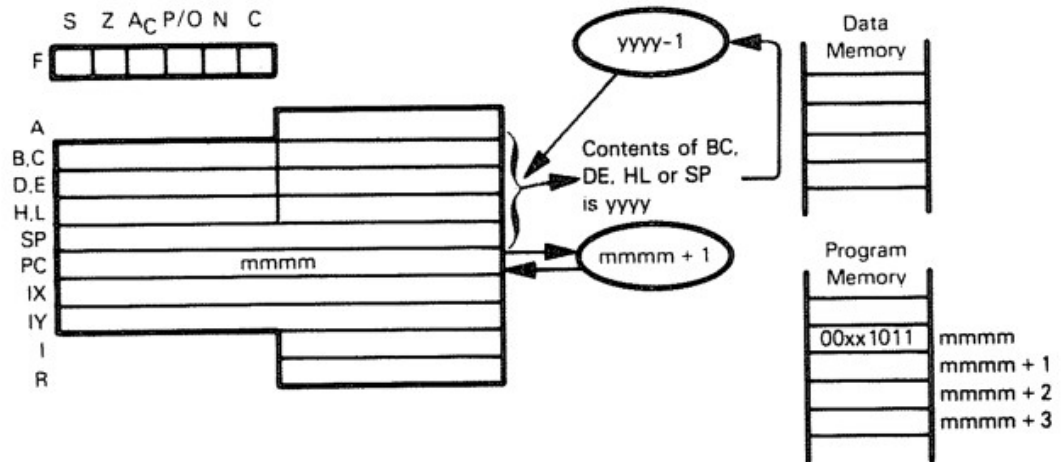 S Z AC P/O N C
F
A
B,C
D,E
H,L
SP
PC
IX
IY
I
R
mmmm
yyyy-1
Contents of BC,
DE, HL or SP
is yyyy
mmmm + 1
Data
Memory
Program
Memory
00xx1011 mmmm
mmmm + 1
mmmm + 2
mmmm + 3